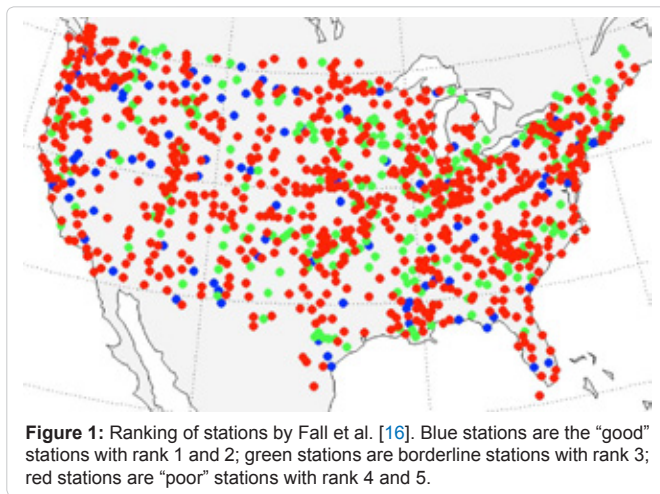 Figure 1: Ranking of stations by Fall et al. [16]. Blue stations are the “good”
stations with rank 1 and 2; green stations are borderline stations with rank 3;
red stations are “poor” stations with rank 4 and 5.